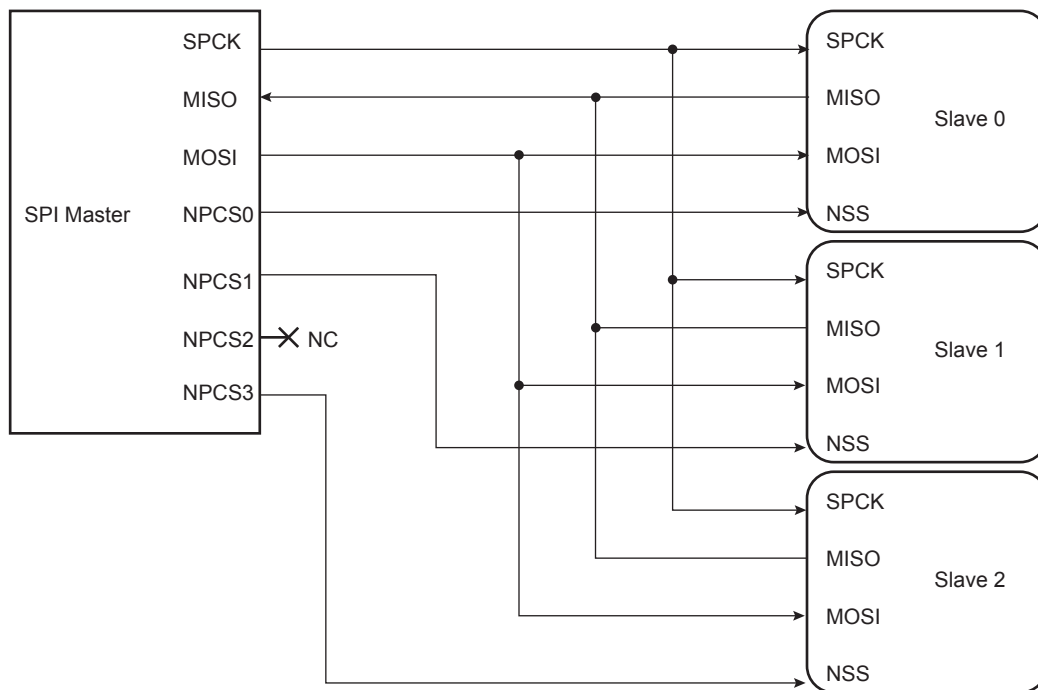 SPI Master
SPCK
MISO
MOSI
NPCS0
NPCS1
NPCS2
NC
NPCS3
SPCK
MISO
Slave 0
MOSI
NSS
SPCK
MISO
Slave 1
MOSI
NSS
SPCK
MISO
Slave 2
MOSI
NSS